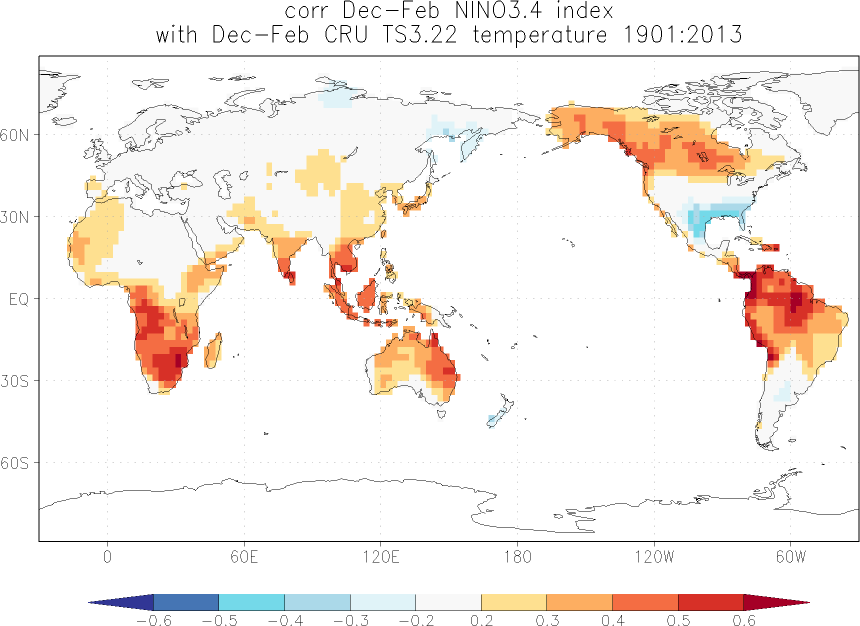 corr Dec-Feb NINO3.4 index
with Dec-Feb CRU TS3.22 temperature 1901:2013
60N
30N
EQ
30S
60S
0 60E 120E 180 120W 60W
-0.6 -0.5 -0.4 -0.3 -0.2 0.2 0.3 0.4 0.5 0.6